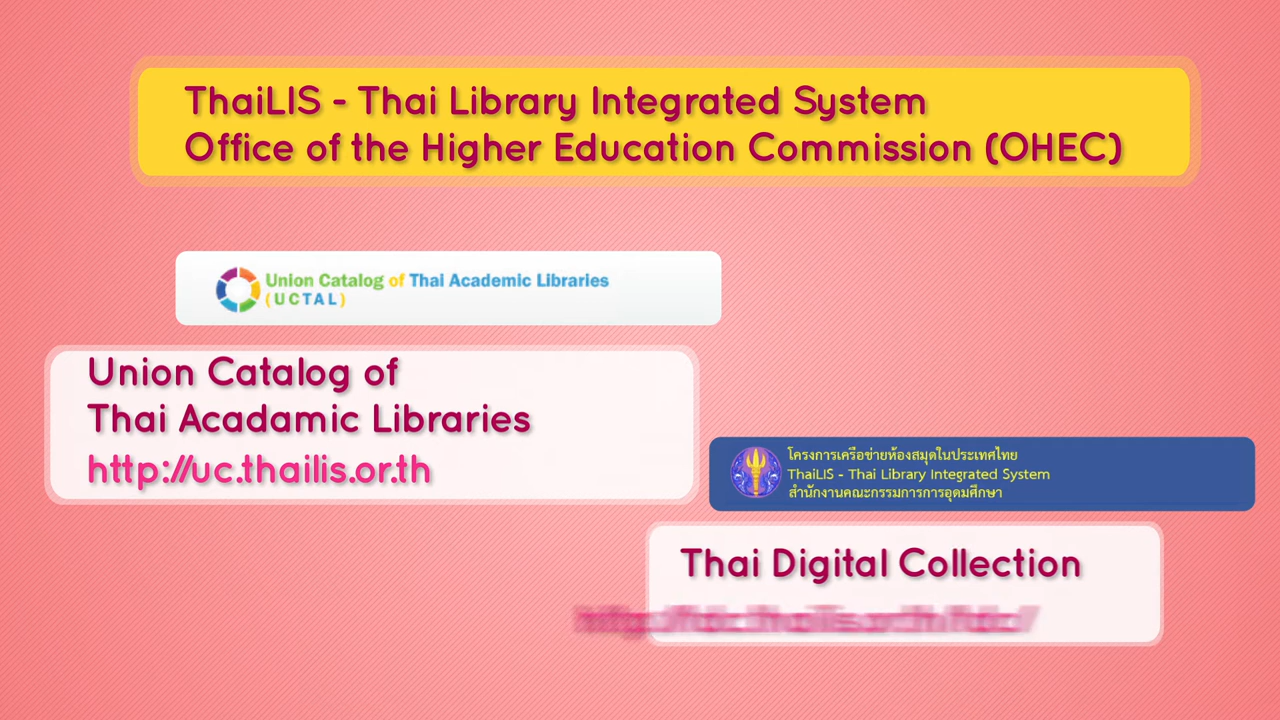 ThaiLIS - Thai Library Integrated System
Office of the Higher Education Commission (OHEC)
Union Catalog of Thai Academic Libraries
(UCTAL)
Union Catalog of
Thai Acadamic Libraries
http://uc.thailis.or.th
โครงการเครือข่ายห้องสมุดในประเทศไทย
ThaiLIS - Thai Library Integrated System
สำนักงานคณะกรรมการการอุดมศึกษา
Thai Digital Collection